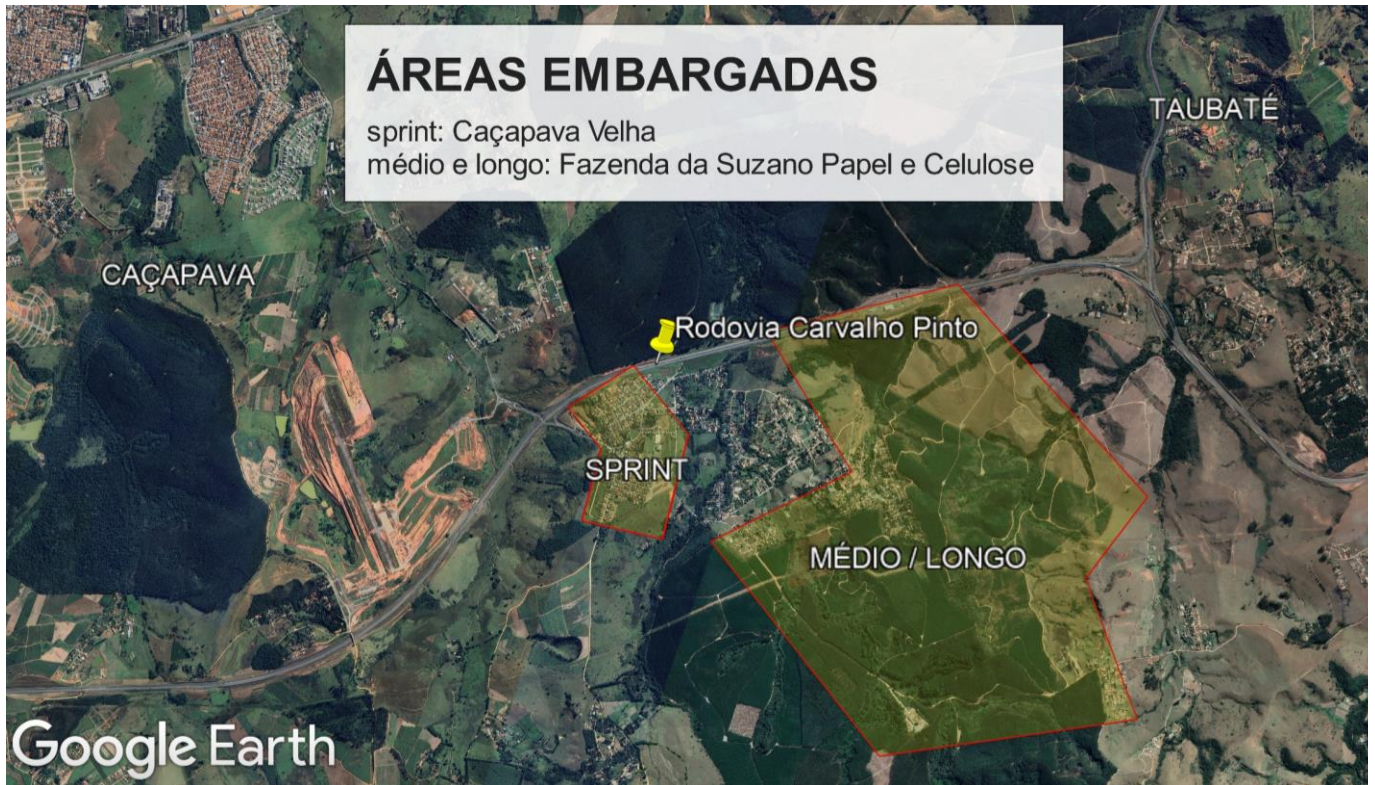 ÁREAS EMBARGADAS
sprint: Caçapava Velha
médio e longo: Fazenda da Suzano Papel e Celulose
TAUBATÉ
CAÇAPAVA
Rodovia Carvalho Pinto
SPRINT
MÉDIO / LONGO
Google Earth